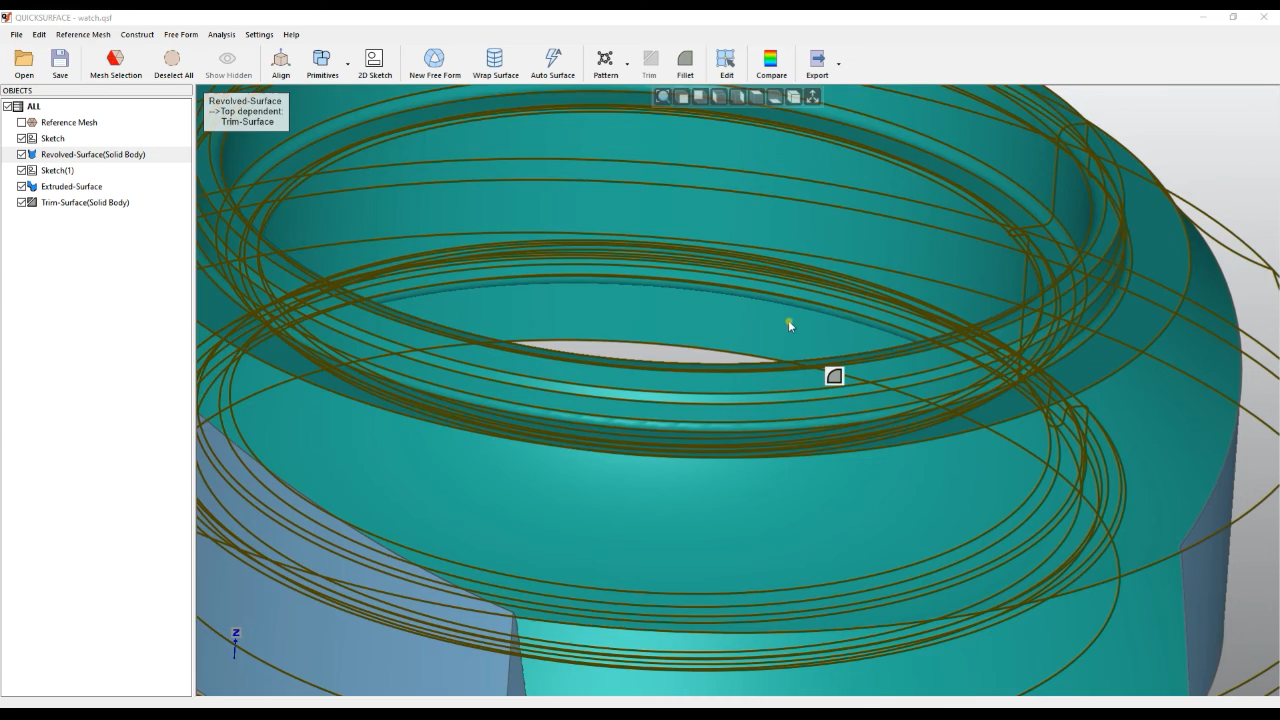 QUICKSURFACE - watch.qsf
File Edit Reference Mesh Construct Free Form Analysis Settings Help
Open Save Mesh Selection Deselect All Show Hidden Align Primitives 2D Sketch New Free Form Wrap Surface Auto Surface Pattern Trim Fillet Edit Compare Export
OBJECTS
ALL
Reference Mesh
Sketch
Revolved-Surface(Solid Body)
Sketch(1)
Extruded-Surface
Trim-Surface(Solid Body)
Revolved-Surface
-->Top dependent:
Trim-Surface
Z